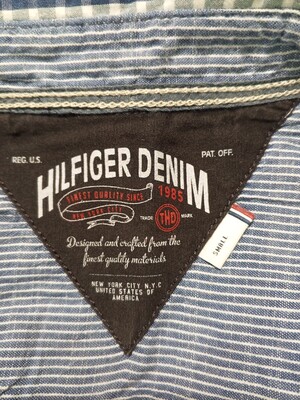 REG. U.S.
PAT. OFF.
HILFIGER DENIM
FINEST QUALITY SINCE 1985
NEW YORK CITY
TRADE THD MARK
Designed and crafted from the
finest quality materials
NEW YORK CITY N.Y.C
UNITED STATES OF
AMERICA
SMALL